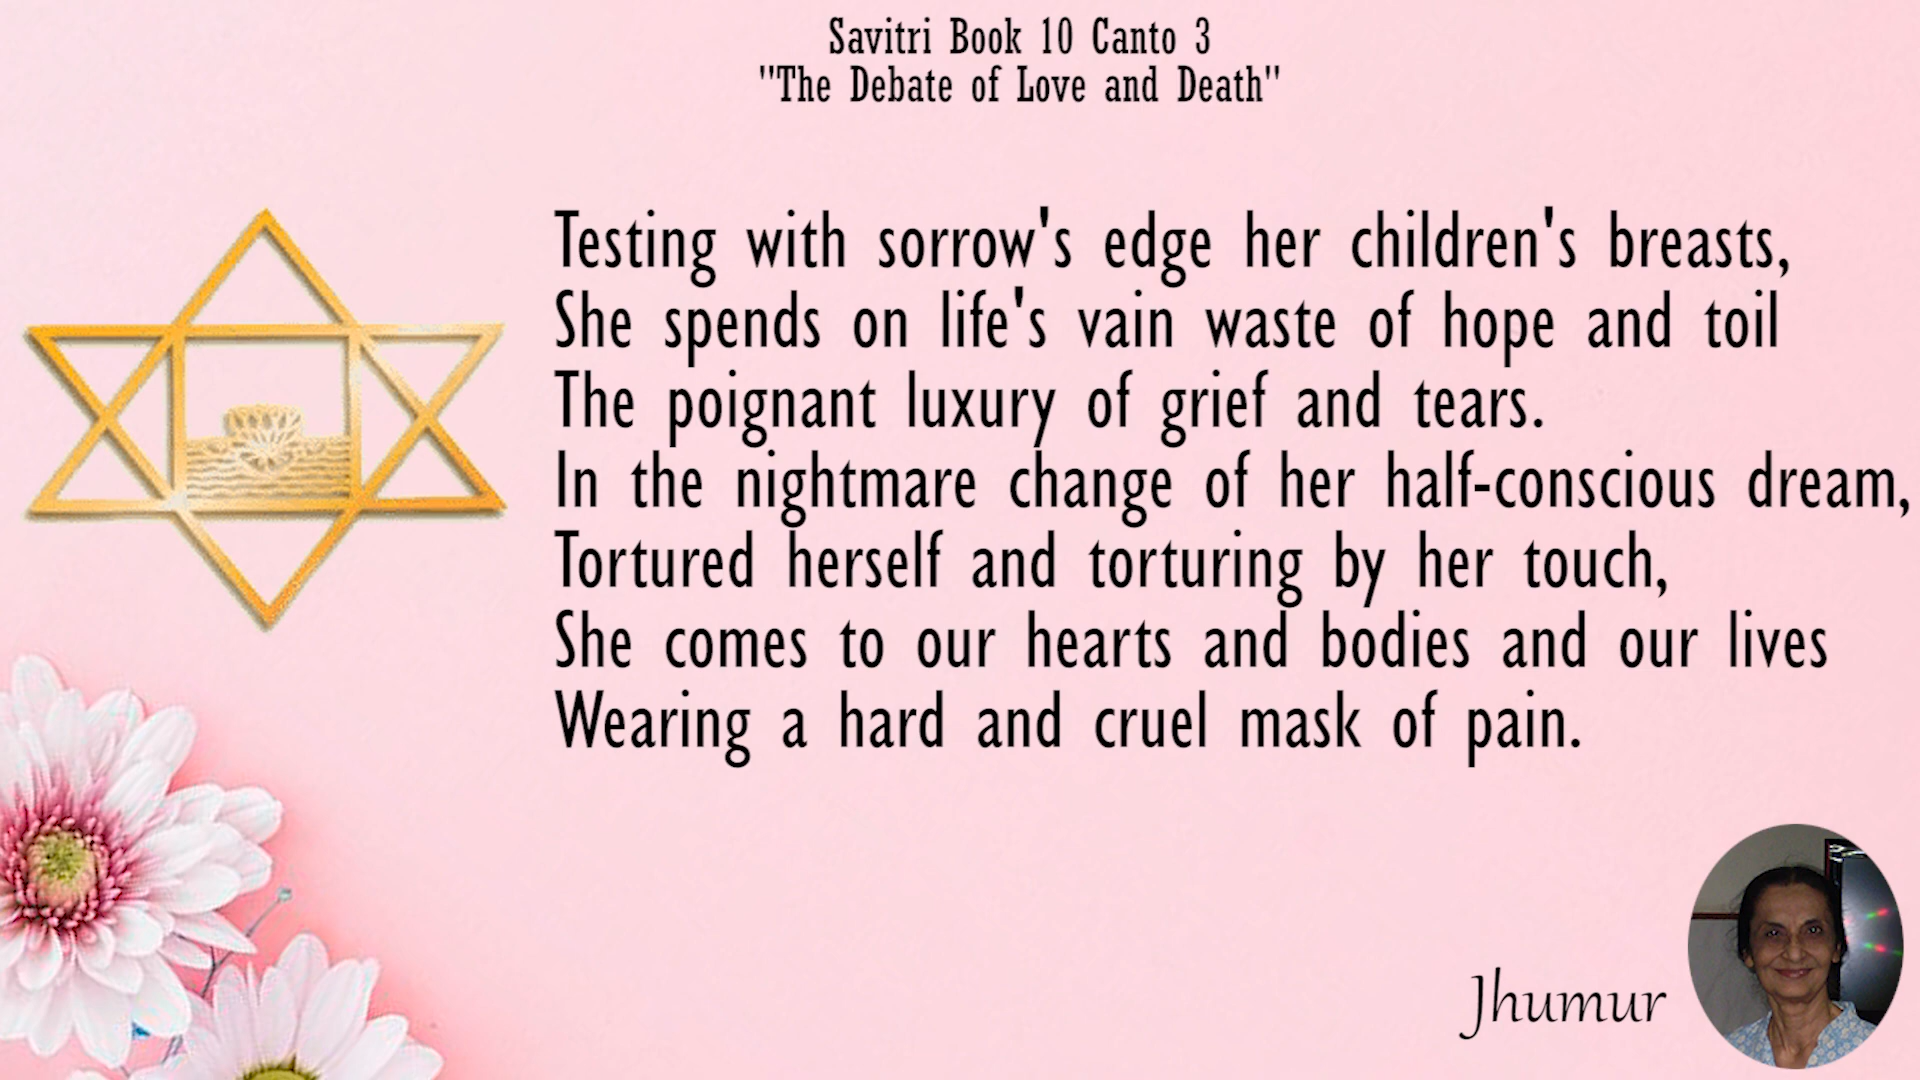 Savitri Book 10 Canto 3
"The Debate of Love and Death"
Testing with sorrow's edge her children's breasts,
She spends on life's vain waste of hope and toil
The poignant luxury of grief and tears.
In the nightmare change of her half-conscious dream,
Tortured herself and torturing by her touch,
She comes to our hearts and bodies and our lives
Wearing a hard and cruel mask of pain.
Jhumur